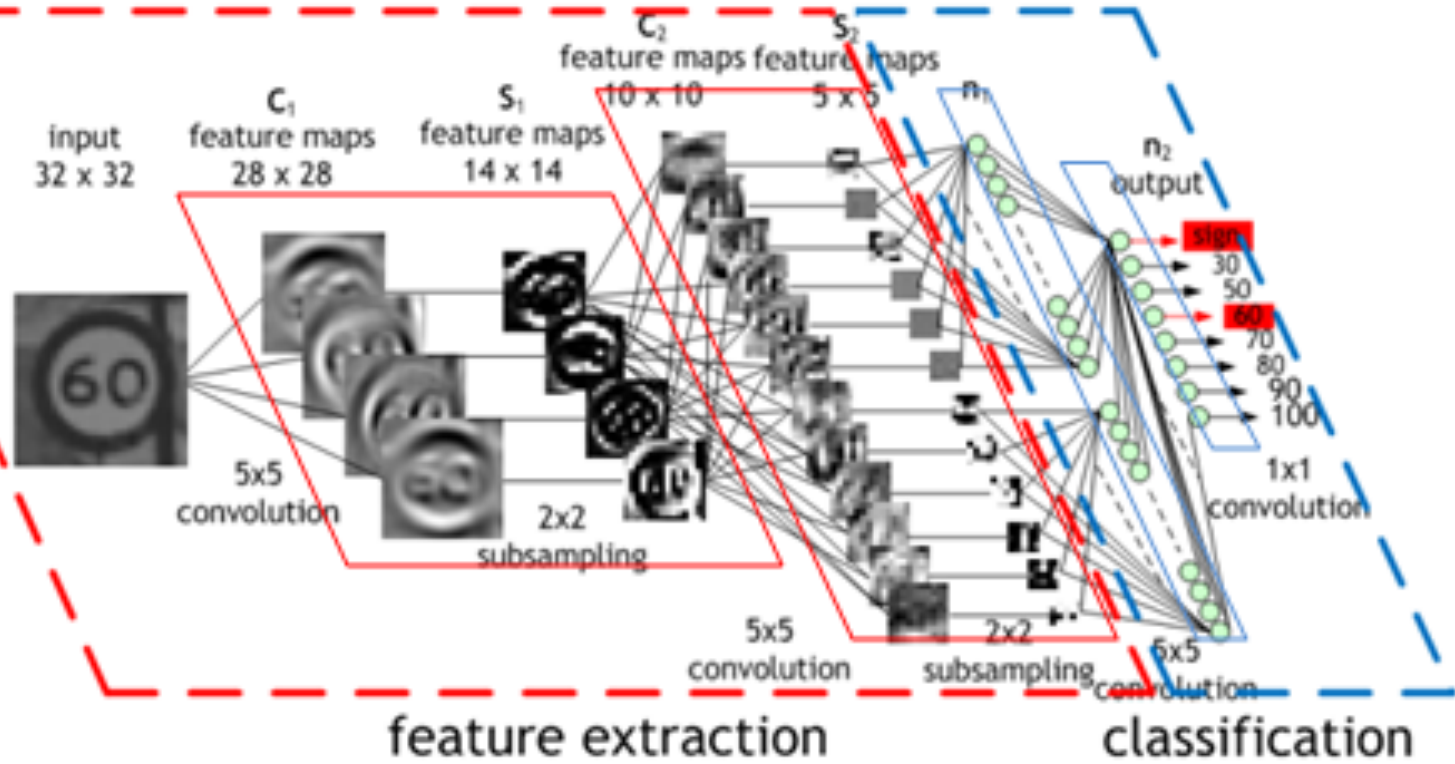 input
32 x 32
C₁
feature maps
28 x 28
S₁
feature maps
14 x 14
C₂
feature maps
10 x 10
S₂
feature maps
5 x 5
n₁
n₂
output
60
sign
30
50
60
70
80
90
100
5x5
convolution
2x2
subsampling
5x5
convolution
2x2
subsampling
5x5
convolution
1x1
convolution
feature extraction
classification